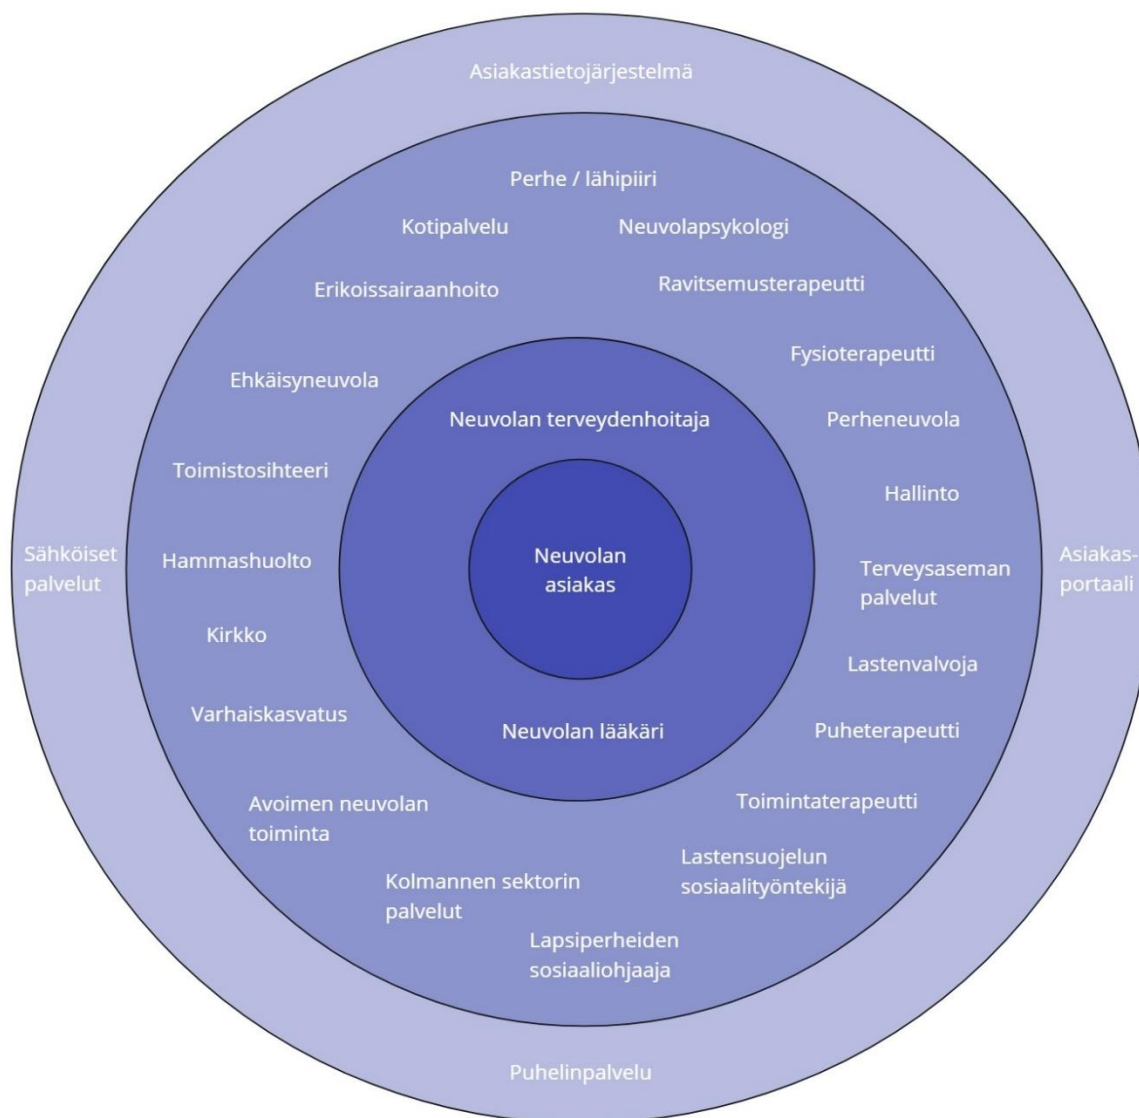 Asiakastietojärjestelmä
Perhe / lähipiiri
Kotipalvelu
Neuvolapsykologi
Erikoissairaanhoito
Ravitsemusterapeutti
Fysioterapeutti
Ehkäisyneuvola
Neuvolan terveydenhoitaja
Perheneuvola
Toimistosihteeri
Hallinto
Sähköiset
palvelut
Hammashuolto
Neuvolan
asiakas
Terveysaseman
palvelut
Asiakas-
portaali
Kirkko
Lastenvalvoja
Varhaiskasvatus
Neuvolan lääkäri
Puheterapeutti
Avoimen neuvolan
toiminta
Toimintaterapeutti
Kolmannen sektorin
palvelut
Lastensuojelun
sosiaalityöntekijä
Lapsiperheiden
sosiaaliohjaaja
Puhelinpalvelu